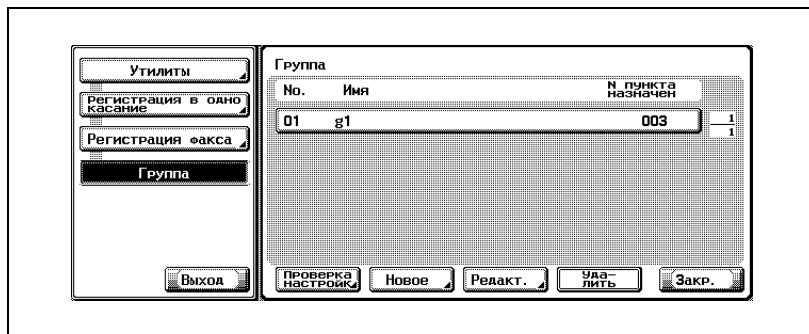 Утилиты
Регистрация в одно
касание
Регистрация факса
Группа
Выход
Группа
No. Имя N пункта
назначен
01 g1 003
1
1
Проверка
настройк
Новое
Редакт.
Уда-
лить
Закр.